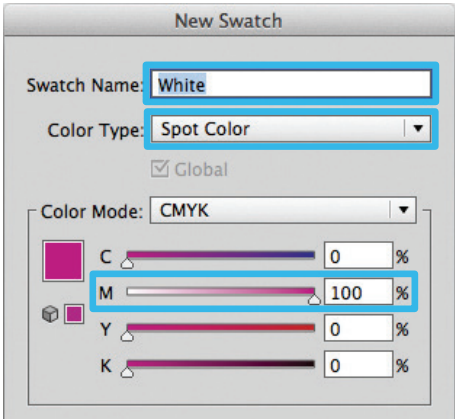 New Swatch
Swatch Name: White
Color Type: Spot Color
Global
Color Mode: CMYK
C 0 %
M 100 %
Y 0 %
K 0 %